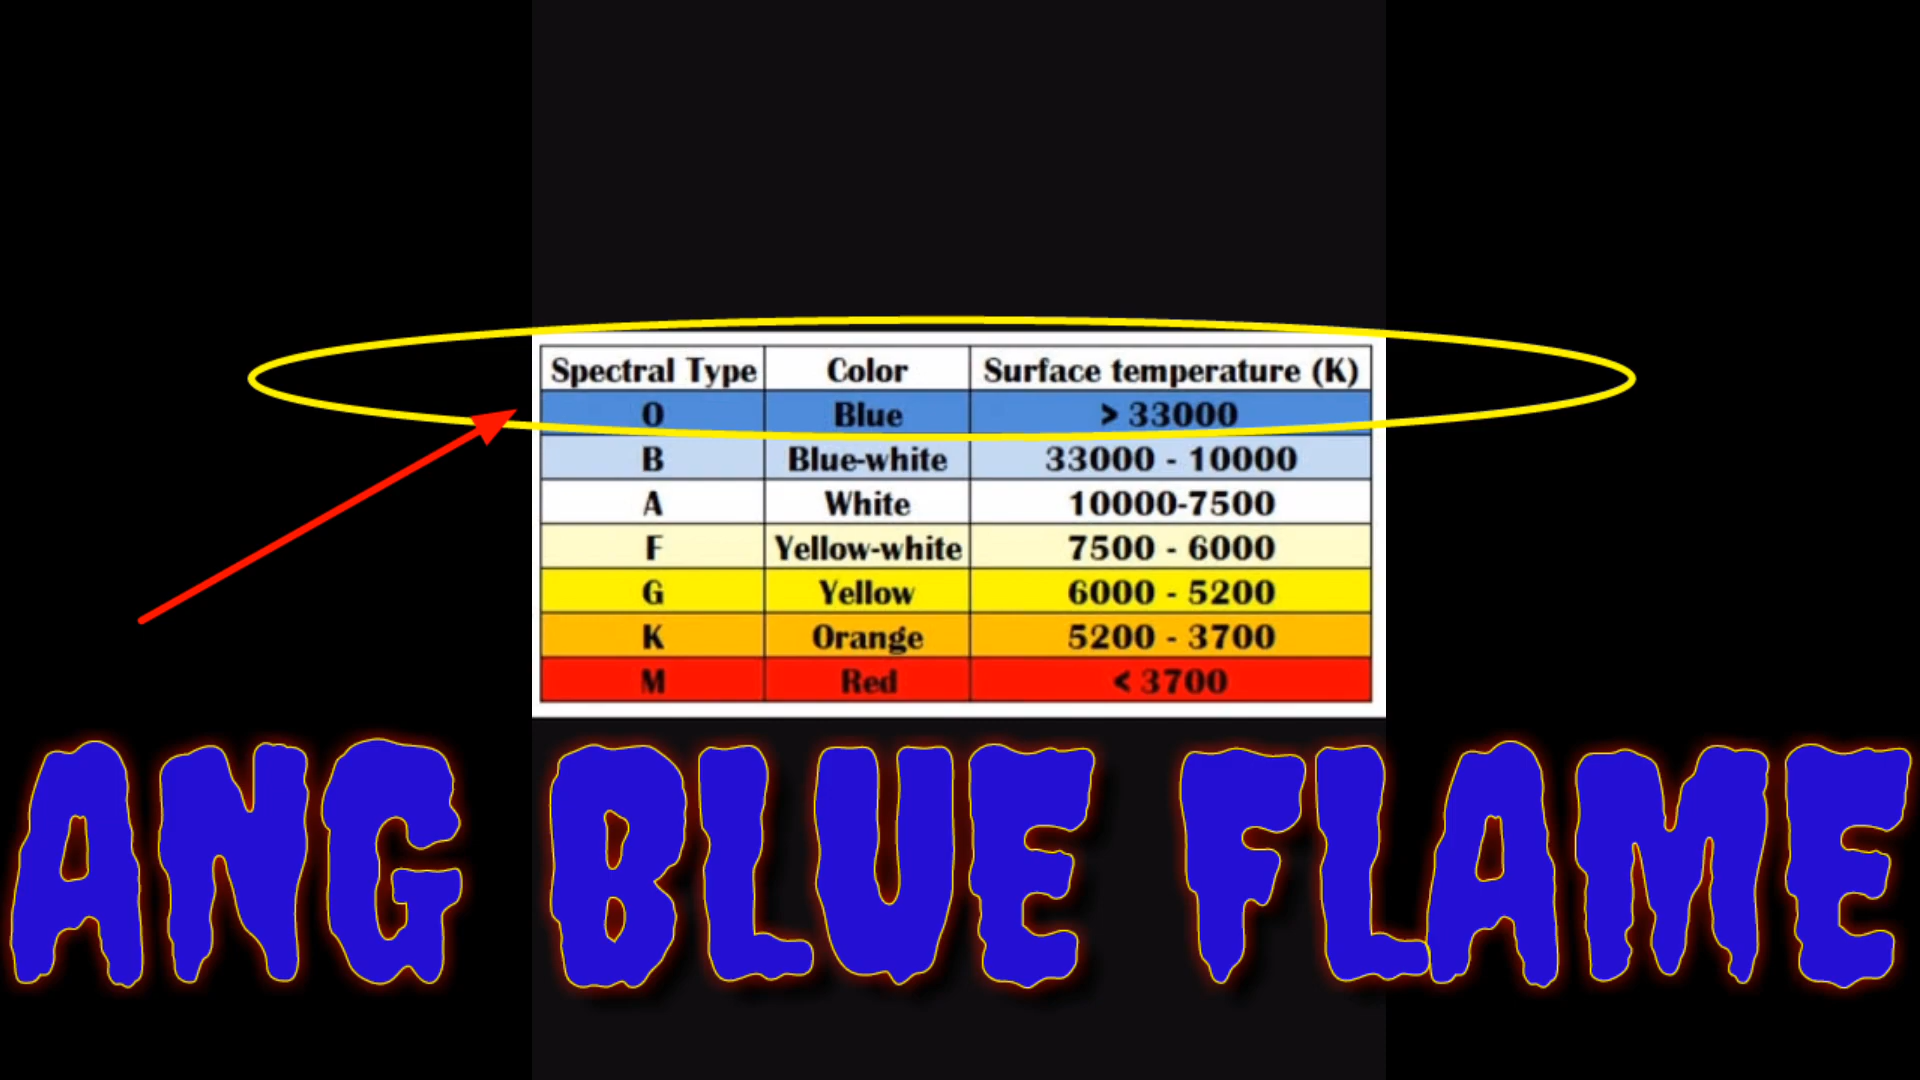 Spectral Type Color Surface temperature (K)
O Blue > 33000
B Blue-white 33000 - 10000
A White 10000-7500
F Yellow-white 7500 - 6000
G Yellow 6000 - 5200
K Orange 5200 - 3700
M Red < 3700
ANG BLUE FLAME